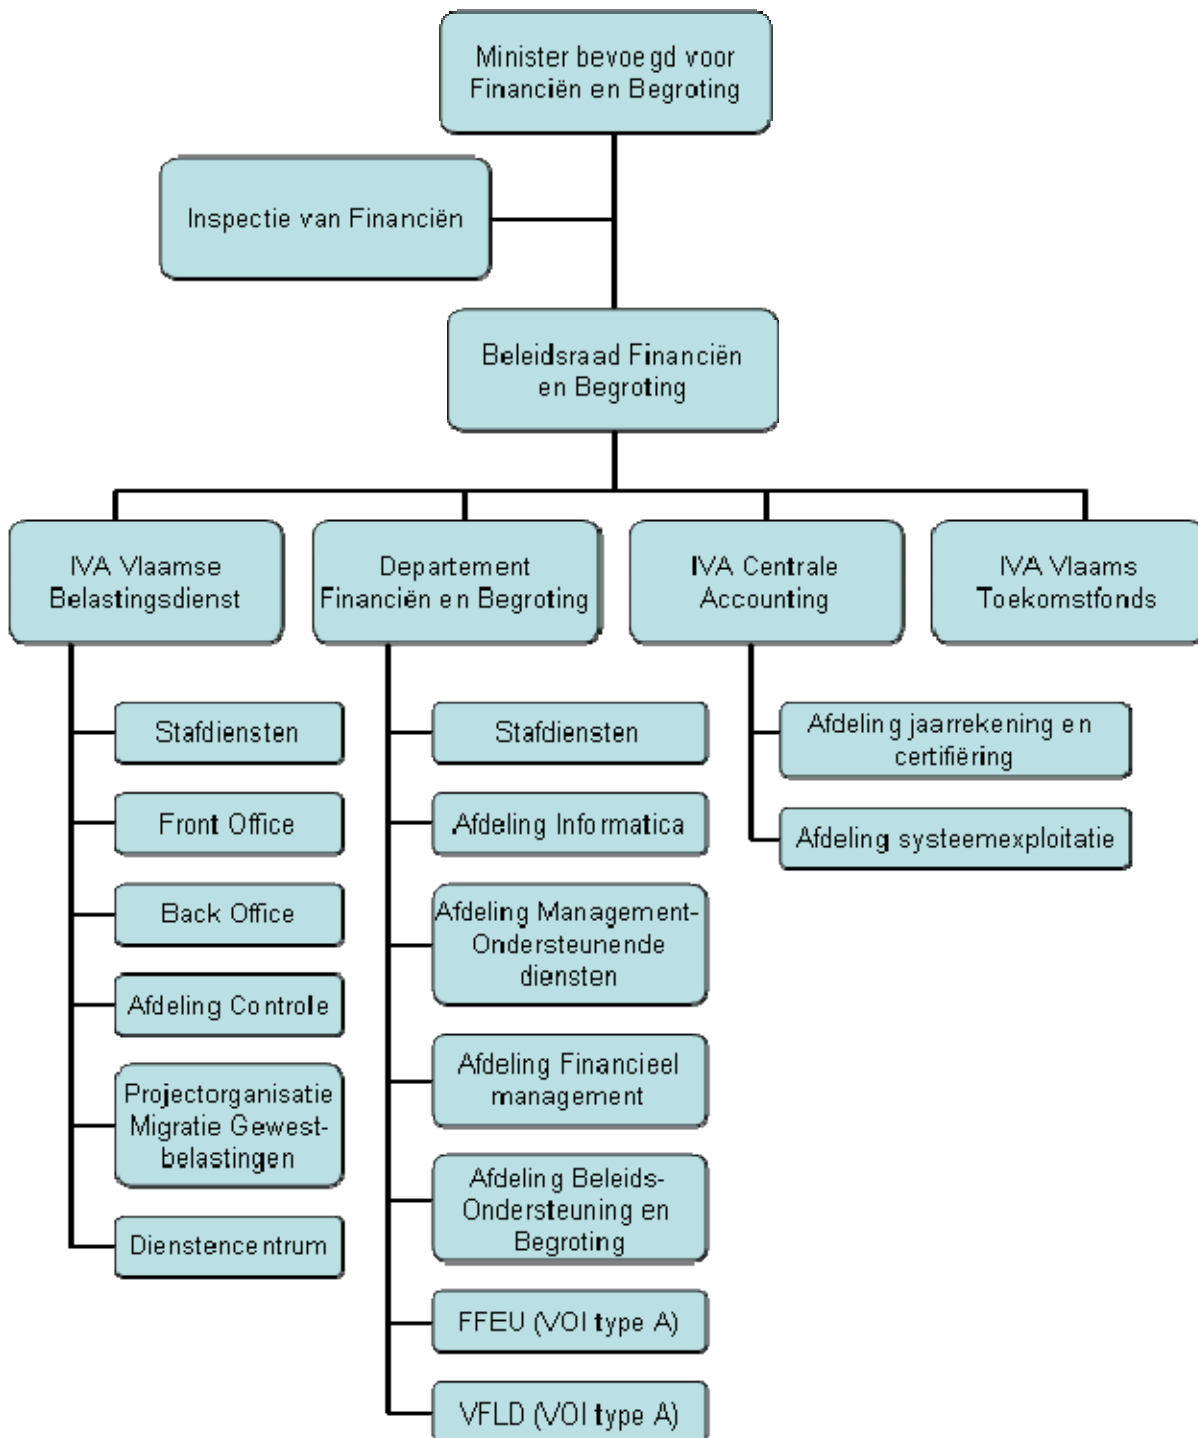 Minister bevoegd voor
Financiën en Begroting
Inspectie van Financiën
Beleidsraad Financiën
en Begroting
IVA Vlaamse
Belastingsdienst
Departement
Financiën en Begroting
IVA Centrale
Accounting
IVA Vlaams
Toekomstfonds
Stafdiensten
Front Office
Back Office
Afdeling Controle
Projectorganisatie
Migratie Gewest-
belastingen
Dienstencentrum
Stafdiensten
Afdeling Informatica
Afdeling Management-
Ondersteunende
diensten
Afdeling Financieel
management
Afdeling Beleids-
Ondersteuning en
Begroting
FFEU (VOI type A)
VFLD (VOI type A)
Afdeling jaarrekening en
certifiëring
Afdeling systeemexploitatie